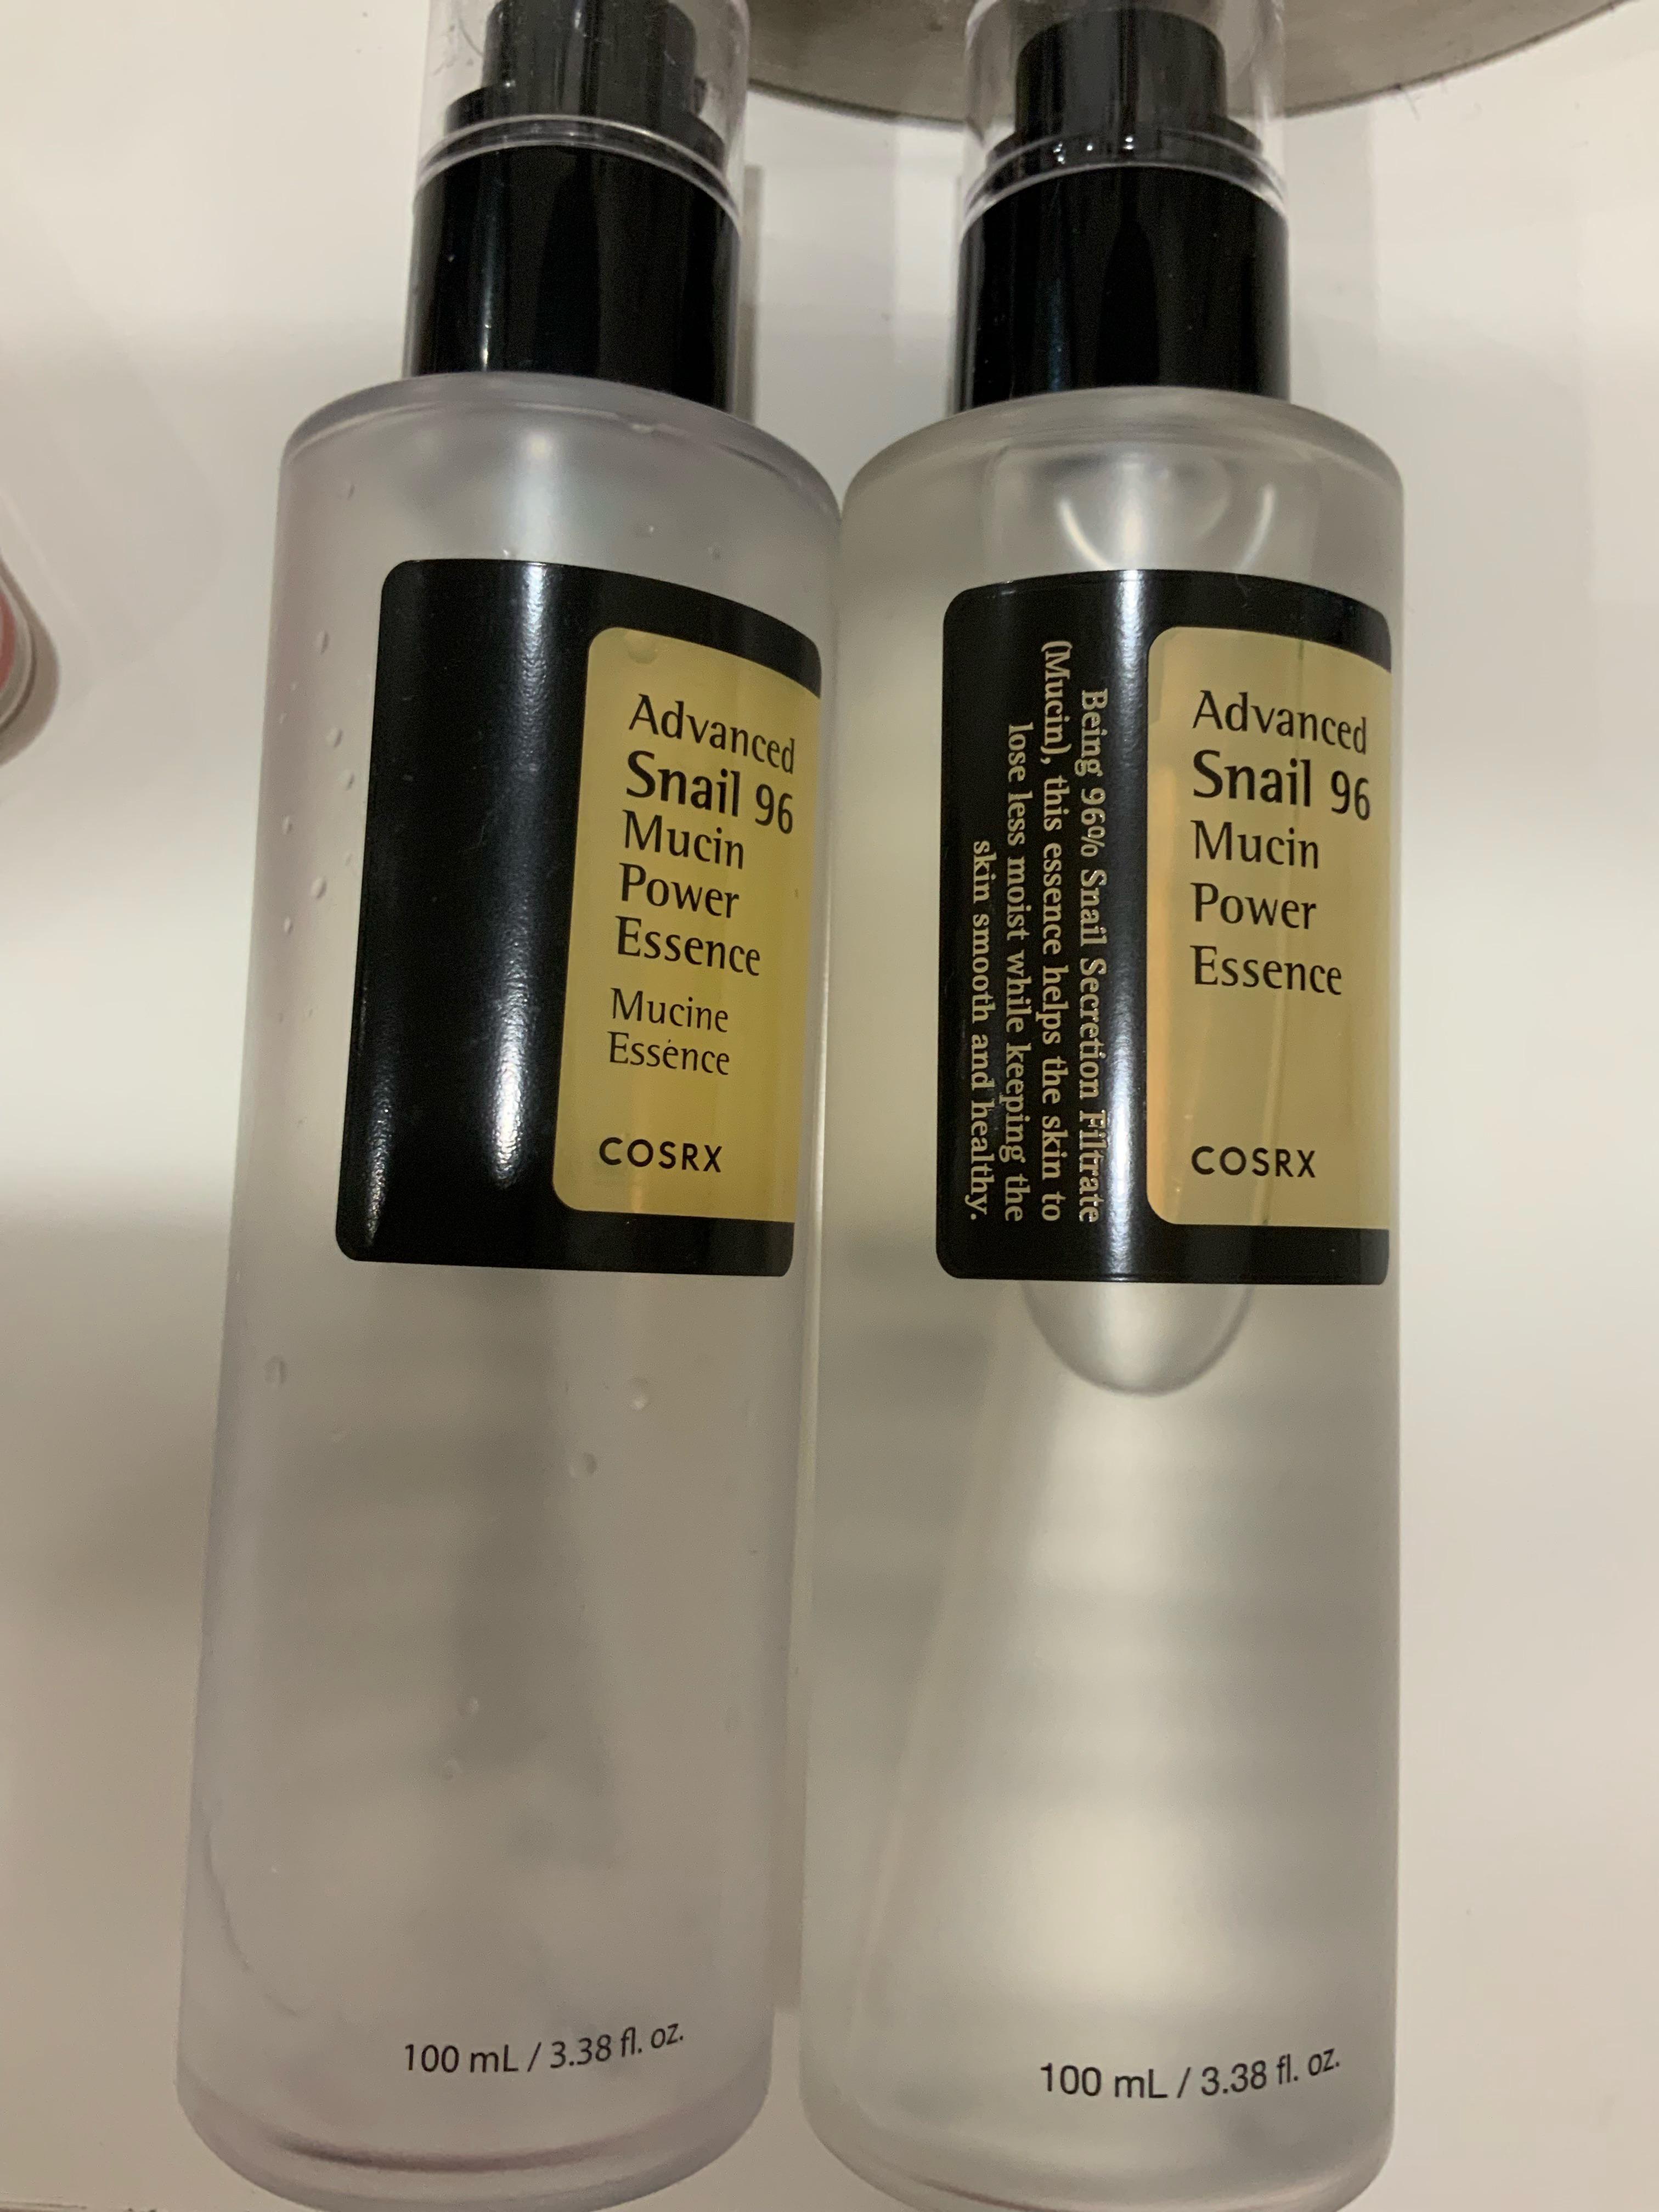 Advanced
Snail 96
Mucin
Power
Essence
Mucine
Essence
COSRX
100 mL / 3.38 fl. oz.
Being 96% Snail Secretion Filtrate
(Mucin), this essence helps the skin to
lose less moist while keeping the
skin smooth and healthy.
Advanced
Snail 96
Mucin
Power
Essence
COSRX
100 mL / 3.38 fl. oz.